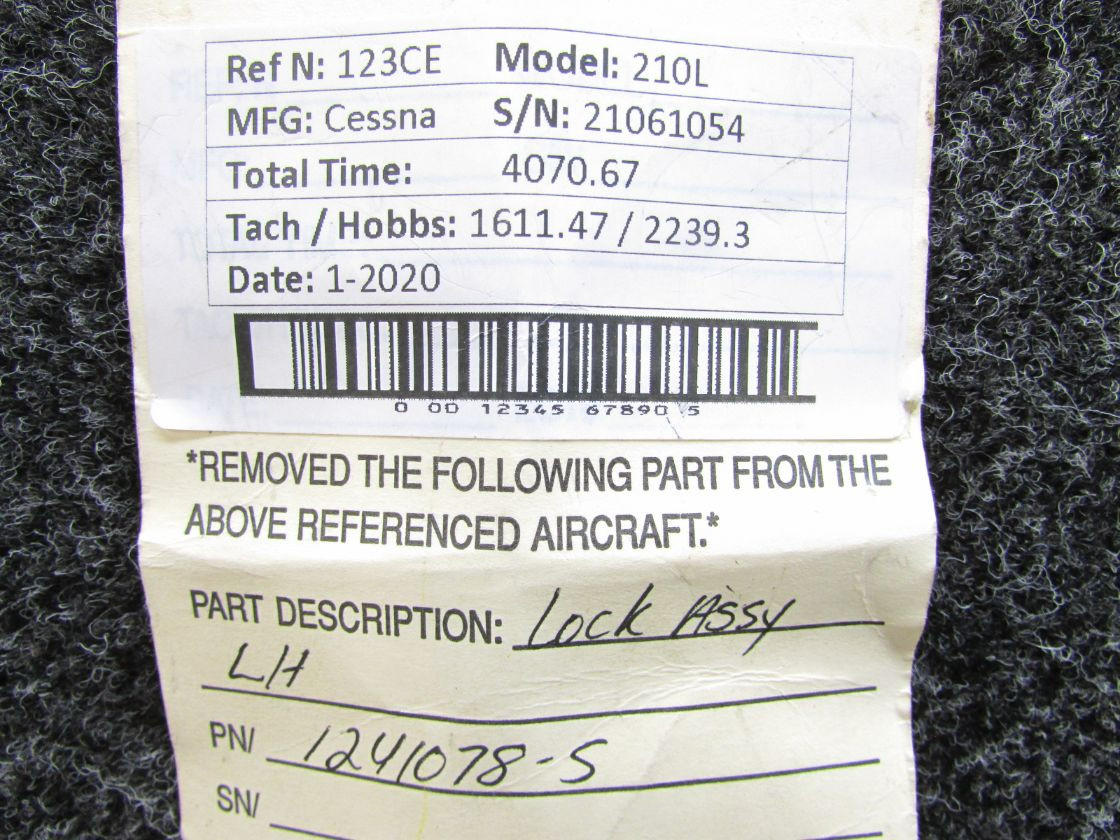 Ref N: 123CE Model: 210L
MFG: Cessna S/N: 21061054
Total Time: 4070.67
Tach / Hobbs: 1611.47 / 2239.3
Date: 1-2020
0 00 12345 67890 5
*REMOVED THE FOLLOWING PART FROM THE
ABOVE REFERENCED AIRCRAFT.*
PART DESCRIPTION: Lock Assy
LH
PN/ 1241078-5
SN/